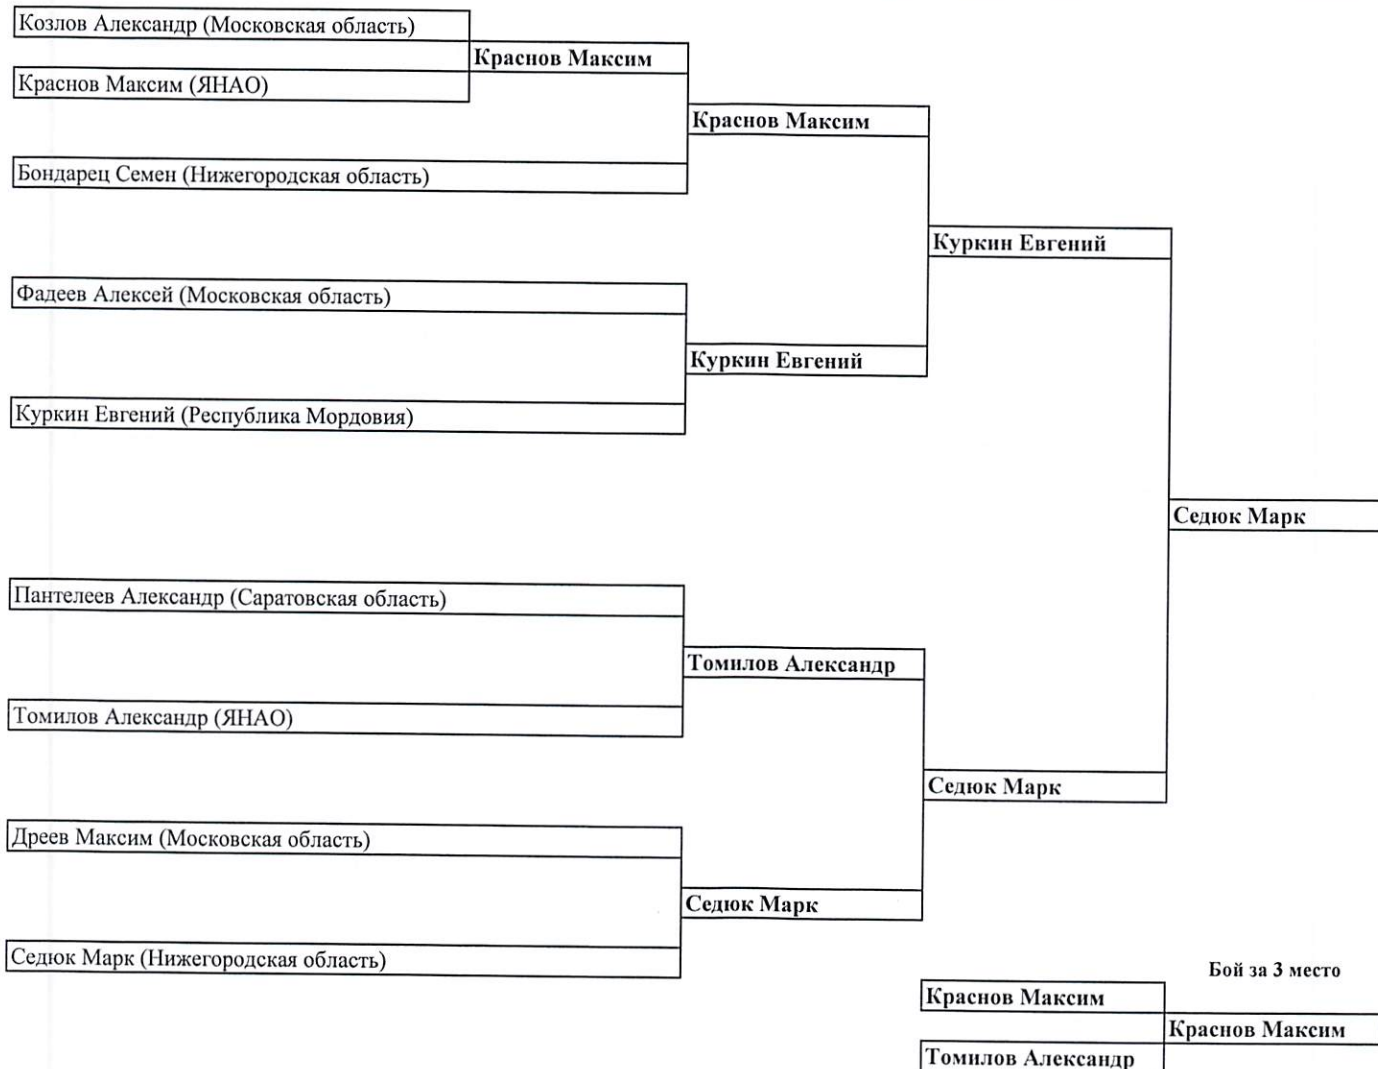 Козлов Александр (Московская область)
Краснов Максим
Краснов Максим (ЯНАО)
Краснов Максим
Бондарец Семен (Нижегородская область)
Куркин Евгений
Фадеев Алексей (Московская область)
Куркин Евгений
Куркин Евгений (Республика Мордовия)
Седюк Марк
Пантелеев Александр (Саратовская область)
Томилов Александр
Томилов Александр (ЯНАО)
Седюк Марк
Дреев Максим (Московская область)
Седюк Марк
Седюк Марк (Нижегородская область)
Бой за 3 место
Краснов Максим
Краснов Максим
Томилов Александр